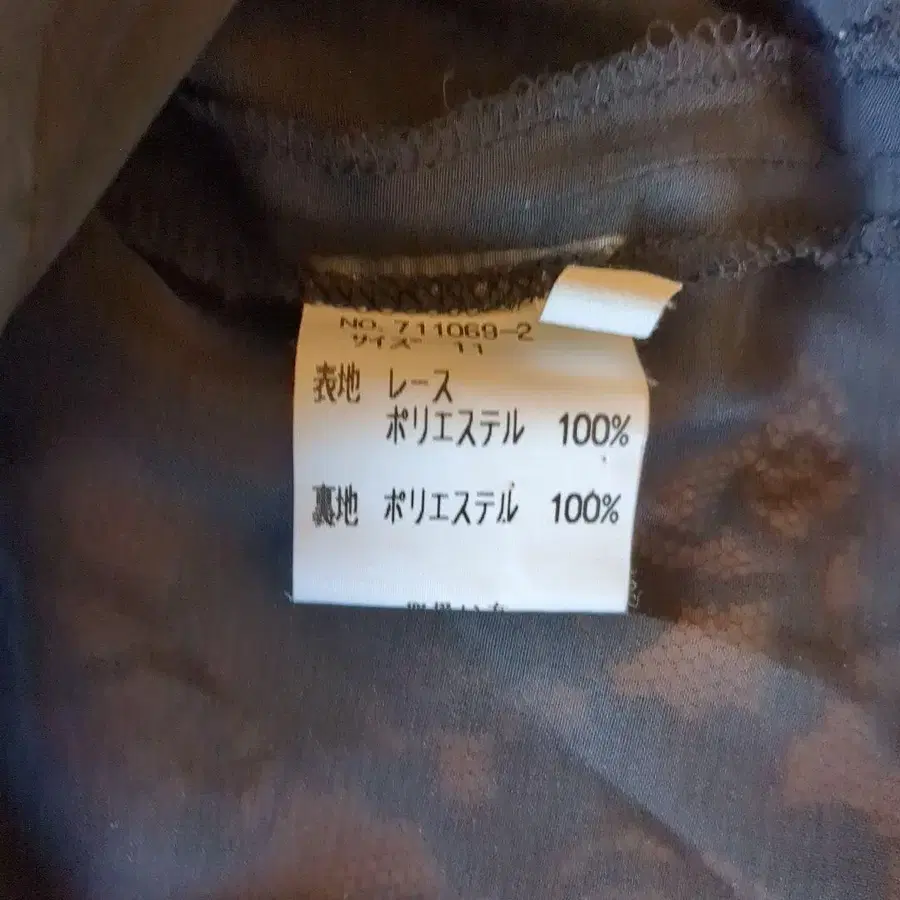 NO. 711069-2
サイズ 11
表地 レース
ポリエステル 100%
裏地 ポリエステル 100%